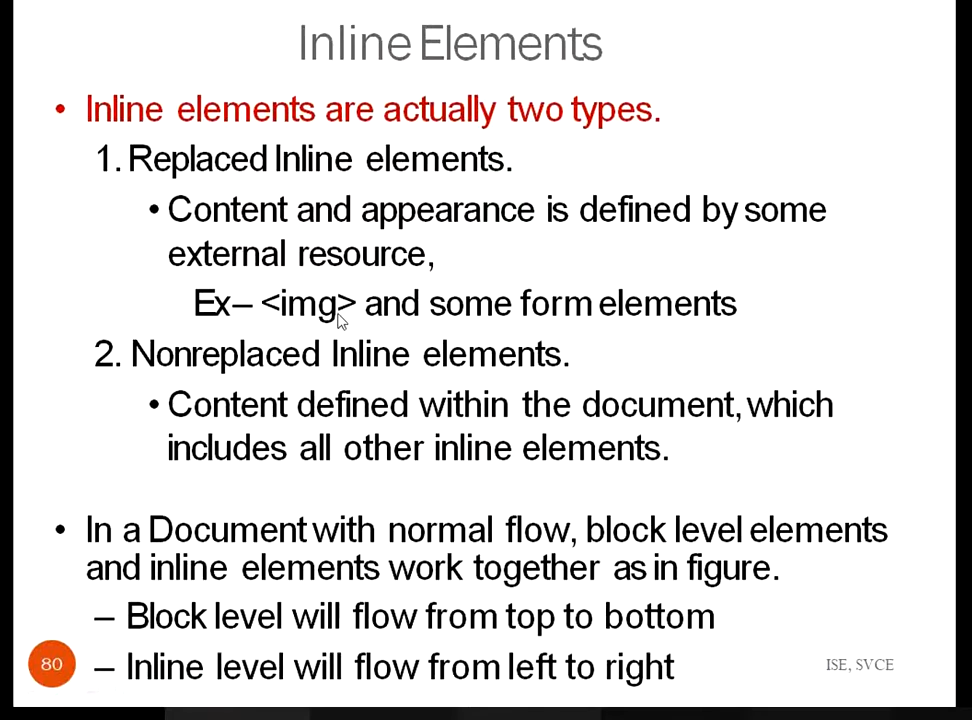 Inline Elements
• Inline elements are actually two types.
1. Replaced Inline elements.
• Content and appearance is defined by some
external resource,
Ex– <img> and some form elements
2. Nonreplaced Inline elements.
• Content defined within the document, which
includes all other inline elements.
• In a Document with normal flow, block level elements
and inline elements work together as in figure.
– Block level will flow from top to bottom
– Inline level will flow from left to right
80
ISE, SVCE